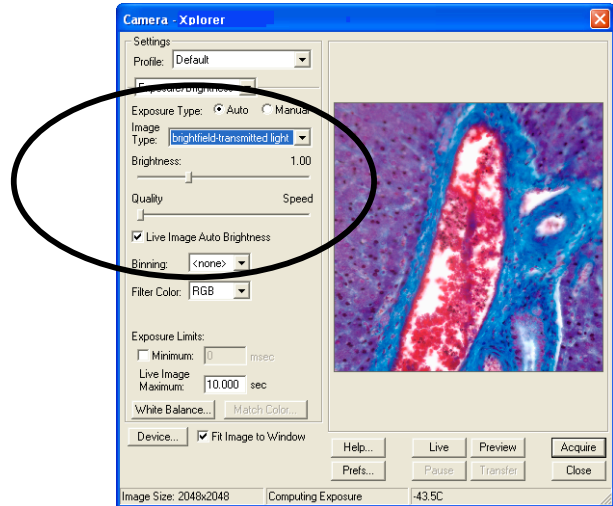 Camera - Xplorer
Settings
Profile: Default
Exposure/Brightness
Exposure Type: Auto Manual
Image Type: brightfield-transmitted light
Brightness: 1.00
Quality Speed
Live Image Auto Brightness
Binning: <none>
Filter Color: RGB
Exposure Limits:
Minimum: 0 msec
Live Image
Maximum: 10.000 sec
White Balance... Match Color...
Device... Fit Image to Window
Help... Live Preview Acquire
Prefs... Pause Transfer Close
Image Size: 2048x2048 Computing Exposure -43.5C